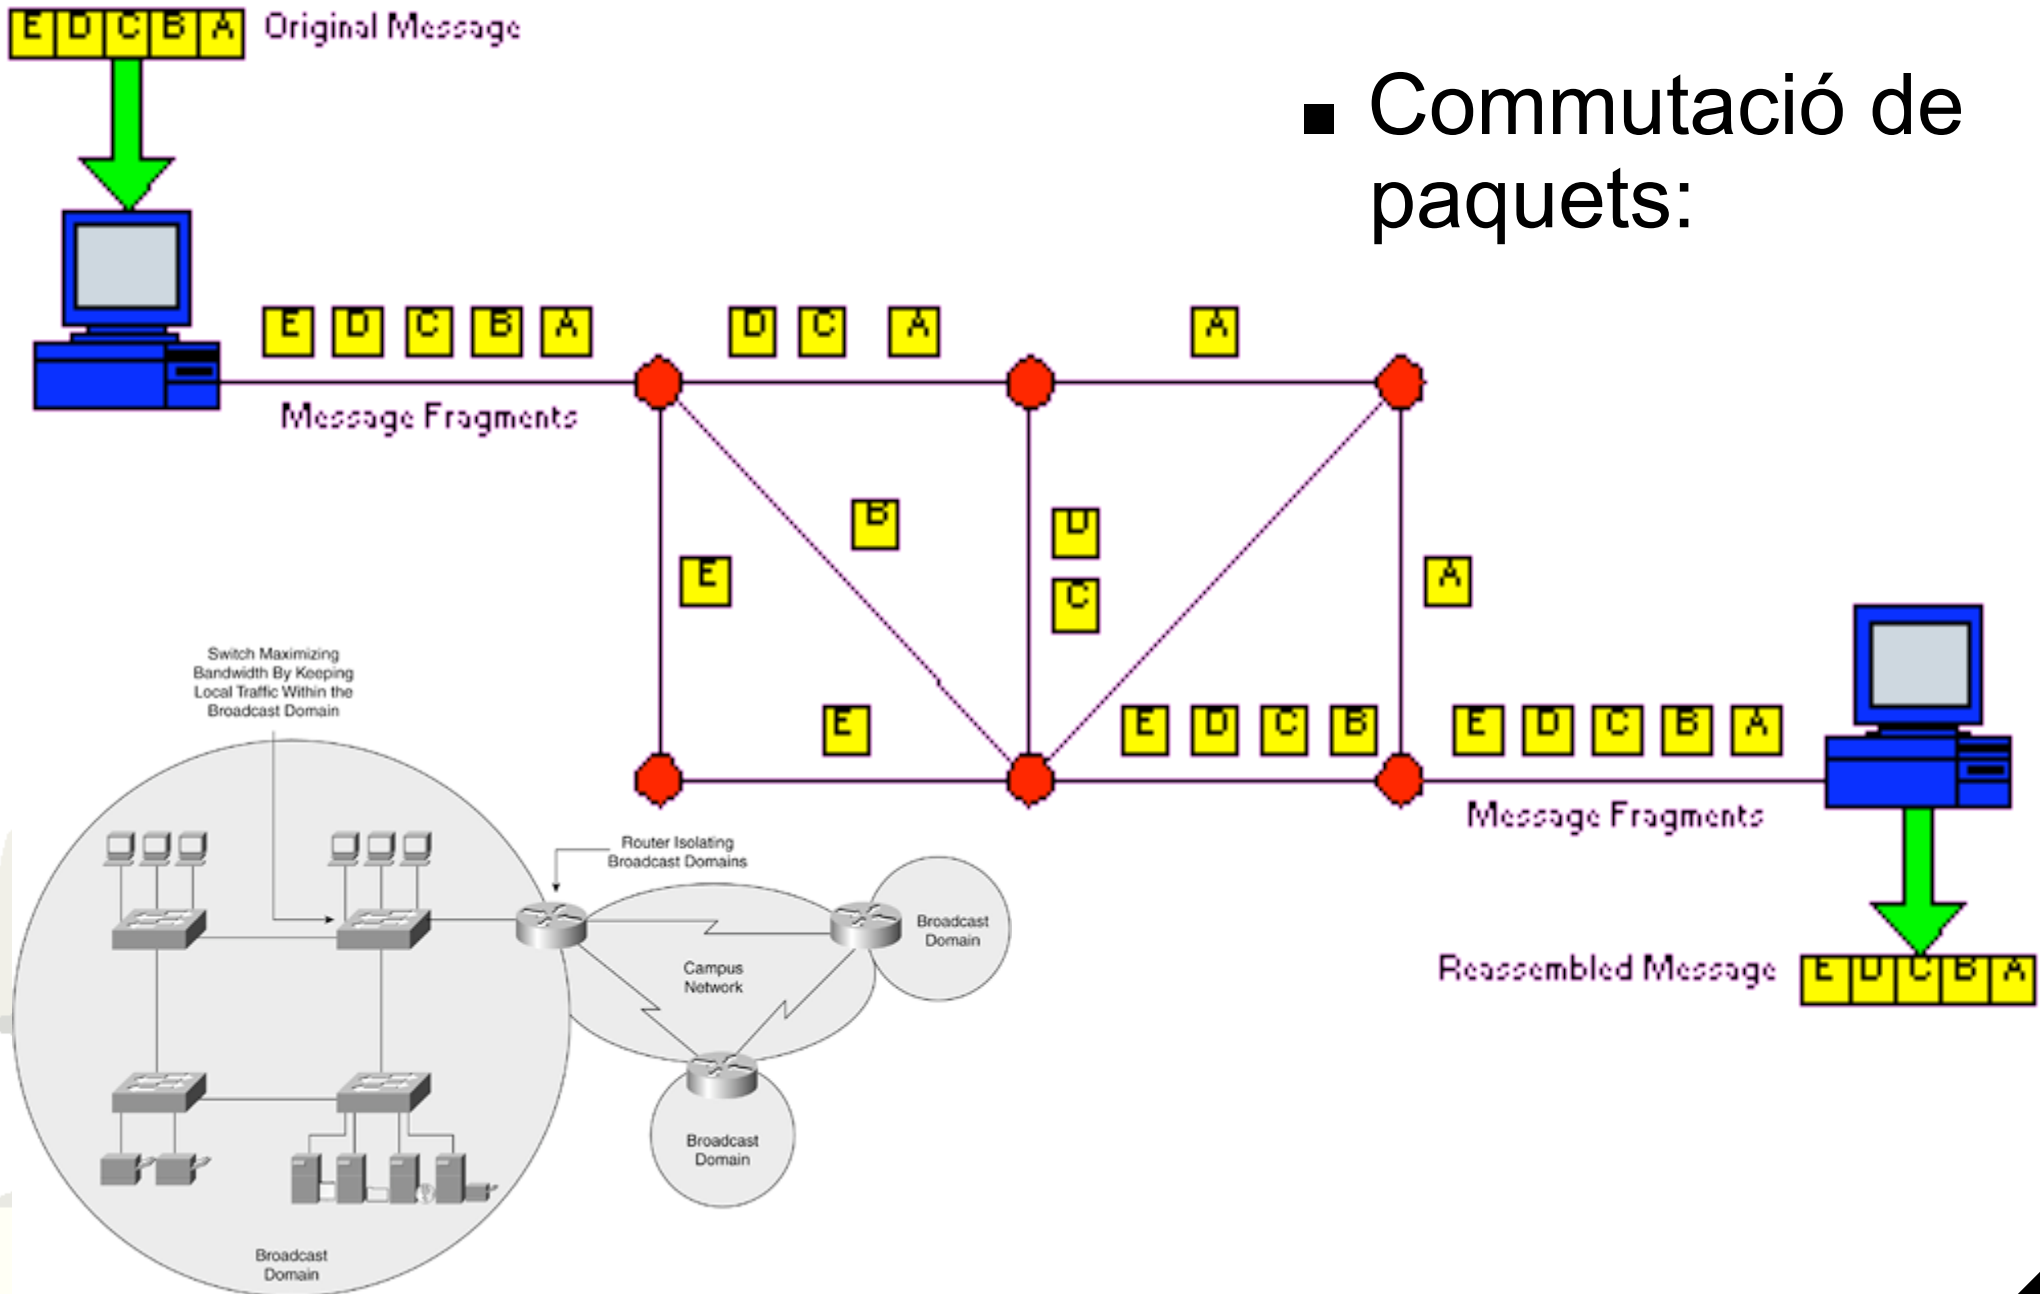 E D C B A Original Message
■ Commutació de
paquets:
E D C B A
D C A
A
Message Fragments
B
D
C
E
A
Switch Maximizing
Bandwidth By Keeping
Local Traffic Within the
Broadcast Domain
E
E D C B
E D C B A
Message Fragments
Router Isolating
Broadcast Domains
Broadcast
Domain
Campus
Network
Reassembled Message E D C B A
Broadcast
Domain
Broadcast
Domain